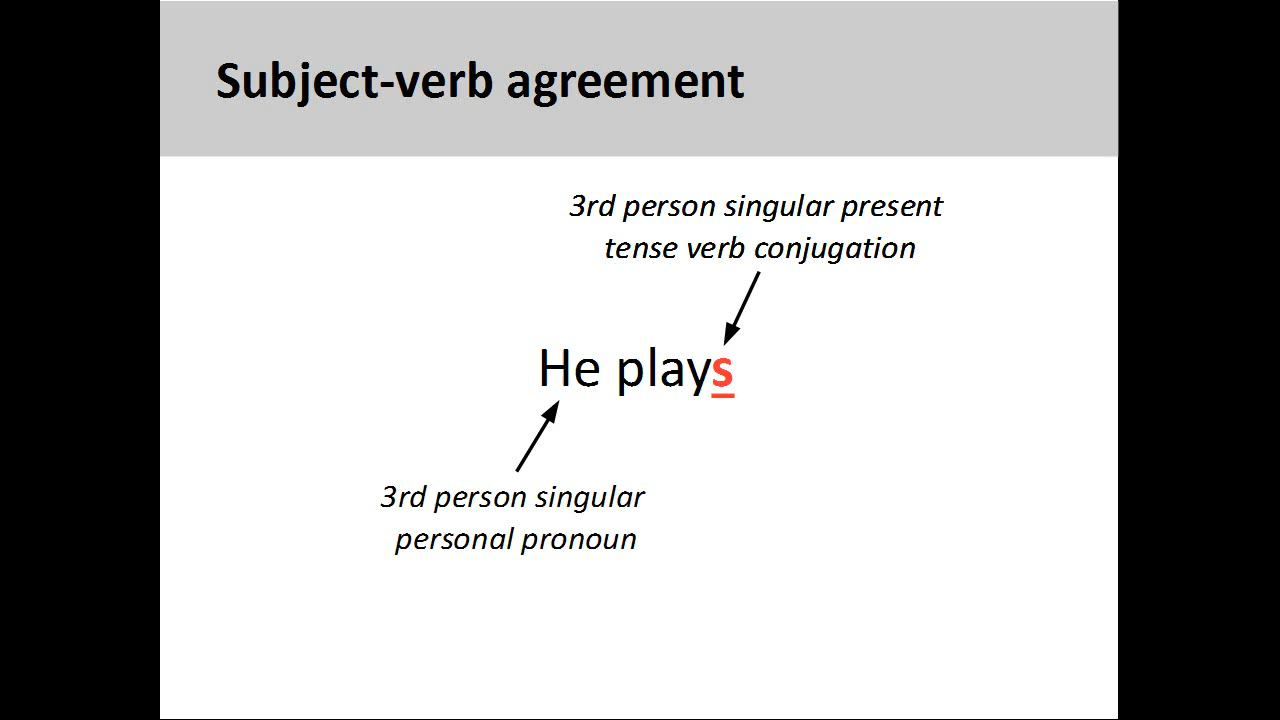 Subject-verb agreement
3rd person singular present
tense verb conjugation
He plays
3rd person singular
personal pronoun